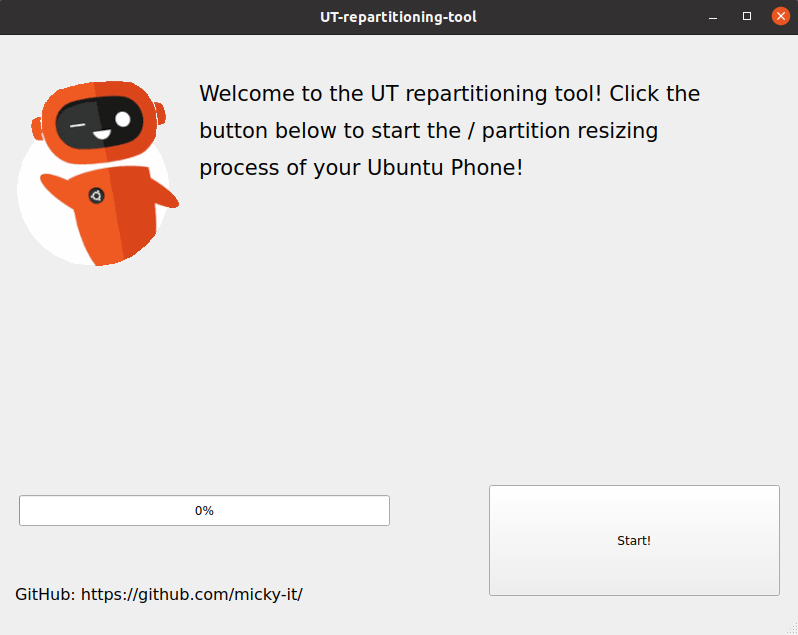 UT-repartitioning-tool
Welcome to the UT repartitioning tool! Click the
button below to start the / partition resizing
process of your Ubuntu Phone!
0%
Start!
GitHub: https://github.com/micky-it/